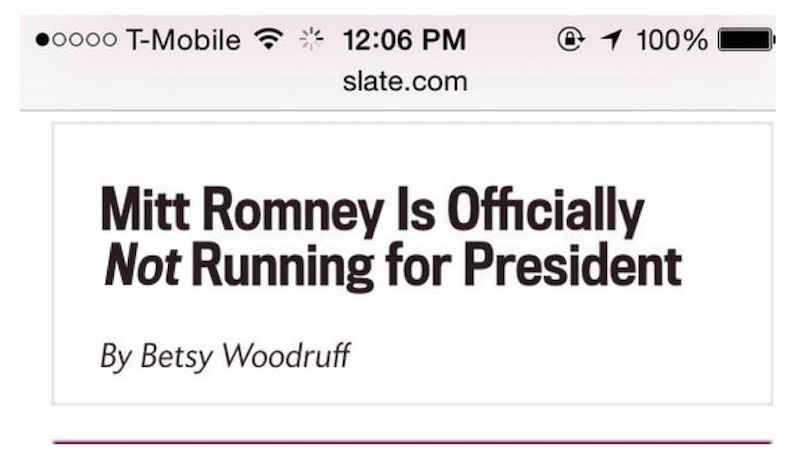 T-Mobile 12:06 PM 100%
slate.com
Mitt Romney Is Officially
Not Running for President
By Betsy Woodruff